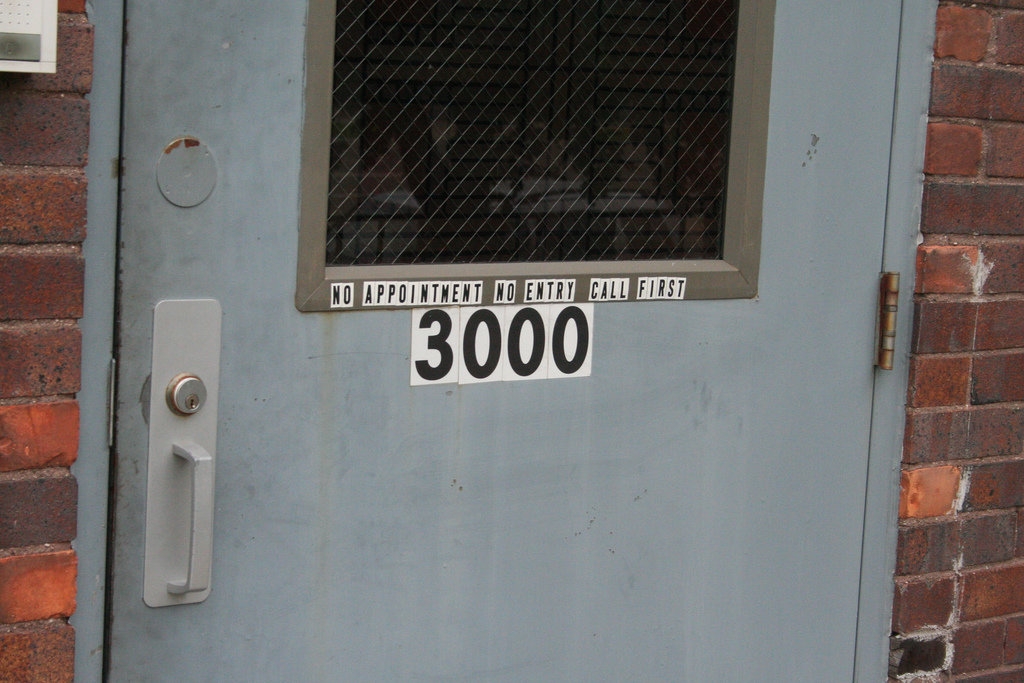 NO APPOINTMENT NO ENTRY CALL FIRST
3000